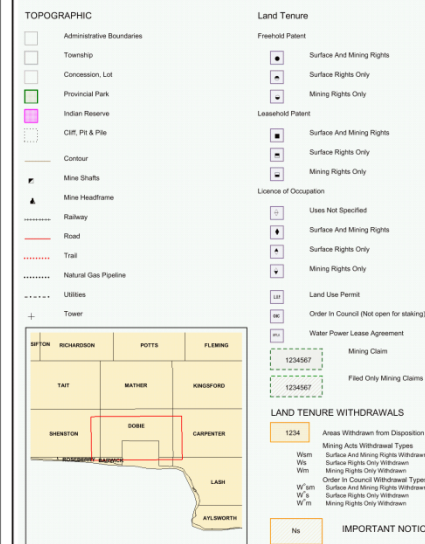 TOPOGRAPHIC
Administrative Boundaries
Township
Concession, Lot
Provincial Park
Indian Reserve
Cliff, Pit & Pile
Contour
Mine Shafts
Mine Headframe
Railway
Road
Trail
Natural Gas Pipeline
Utilities
Tower
SIFTON RICHARDSON POTTS FLEMING
TAIT MATHER KINGSFORD
SHENSTON DOBIE CARPENTER
ROSEBERRY
LASH
AYLSWORTH
Land Tenure
Freehold Patent
Surface And Mining Rights
Surface Rights Only
Mining Rights Only
Leasehold Patent
Surface And Mining Rights
Surface Rights Only
Mining Rights Only
Licence of Occupation
Uses Not Specified
Surface And Mining Rights
Surface Rights Only
Mining Rights Only
LUP Land Use Permit
OIC Order In Council (Not open for staking)
Water Power Lease Agreement
1234567 Mining Claim
1234567 Filed Only Mining Claims
LAND TENURE WITHDRAWALS
1234 Areas Withdrawn from Disposition
Mining Acts Withdrawal Types
Wsm Surface And Mining Rights Withdrawn
Ws Surface Rights Only Withdrawn
Wm Mining Rights Only Withdrawn
Order In Council Withdrawal Types
W*sm Surface And Mining Rights Withdrawn
W*s Surface Rights Only Withdrawn
W*m Mining Rights Only Withdrawn
Ns IMPORTANT NOTIC